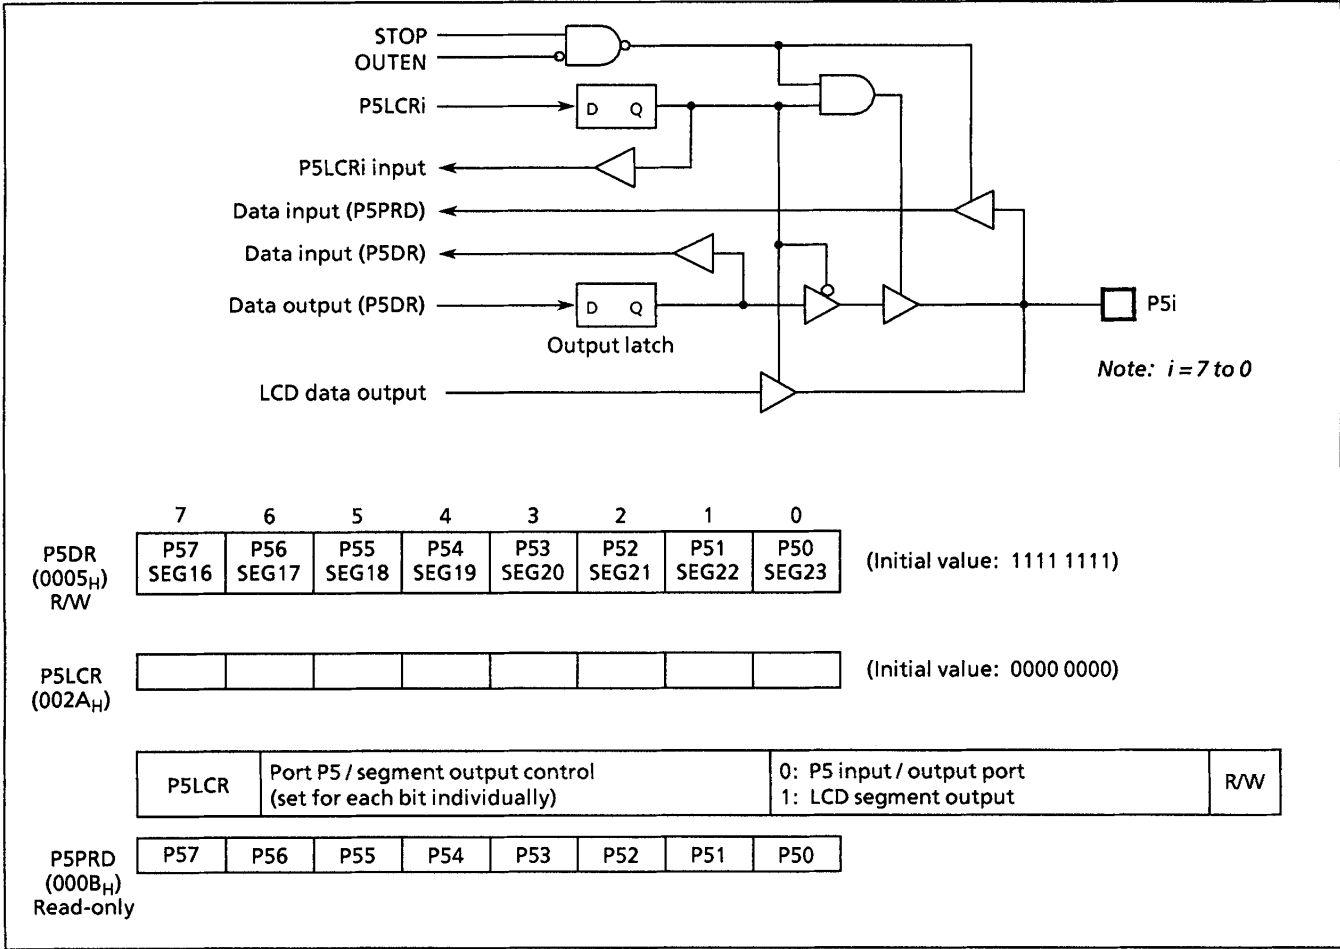 STOP
OUTEN
P5LCRi
D Q
P5LCRi input
Data input (P5PRD)
Data input (P5DR)
Data output (P5DR)
D Q
P5i
Output latch
Note: i = 7 to 0
LCD data output
7 6 5 4 3 2 1 0
P5DR
(0005H)
R/W
P57 P56 P55 P54 P53 P52 P51 P50
SEG16 SEG17 SEG18 SEG19 SEG20 SEG21 SEG22 SEG23
(Initial value: 1111 1111)
P5LCR
(002AH)
(Initial value: 0000 0000)
P5LCR
Port P5 / segment output control
(set for each bit individually)
0: P5 input / output port
1: LCD segment output
R/W
P5PRD
(000BH)
Read-only
P57 P56 P55 P54 P53 P52 P51 P50